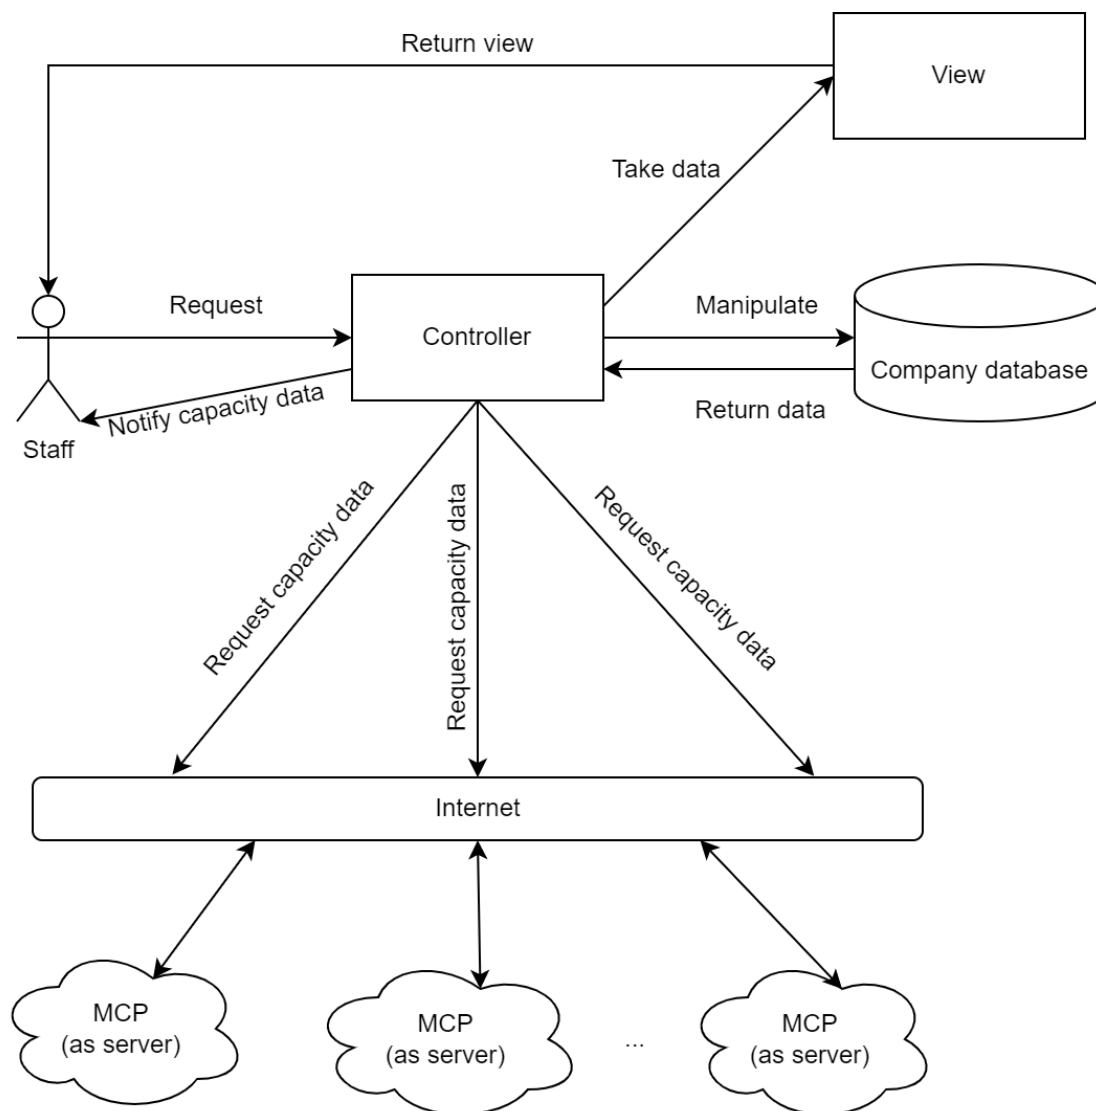 Return view
View
Take data
Request
Controller
Manipulate
Company database
Notify capacity data
Return data
Staff
Request capacity data
Request capacity data
Request capacity data
Internet
MCP
(as server)
MCP
(as server)
...
MCP
(as server)